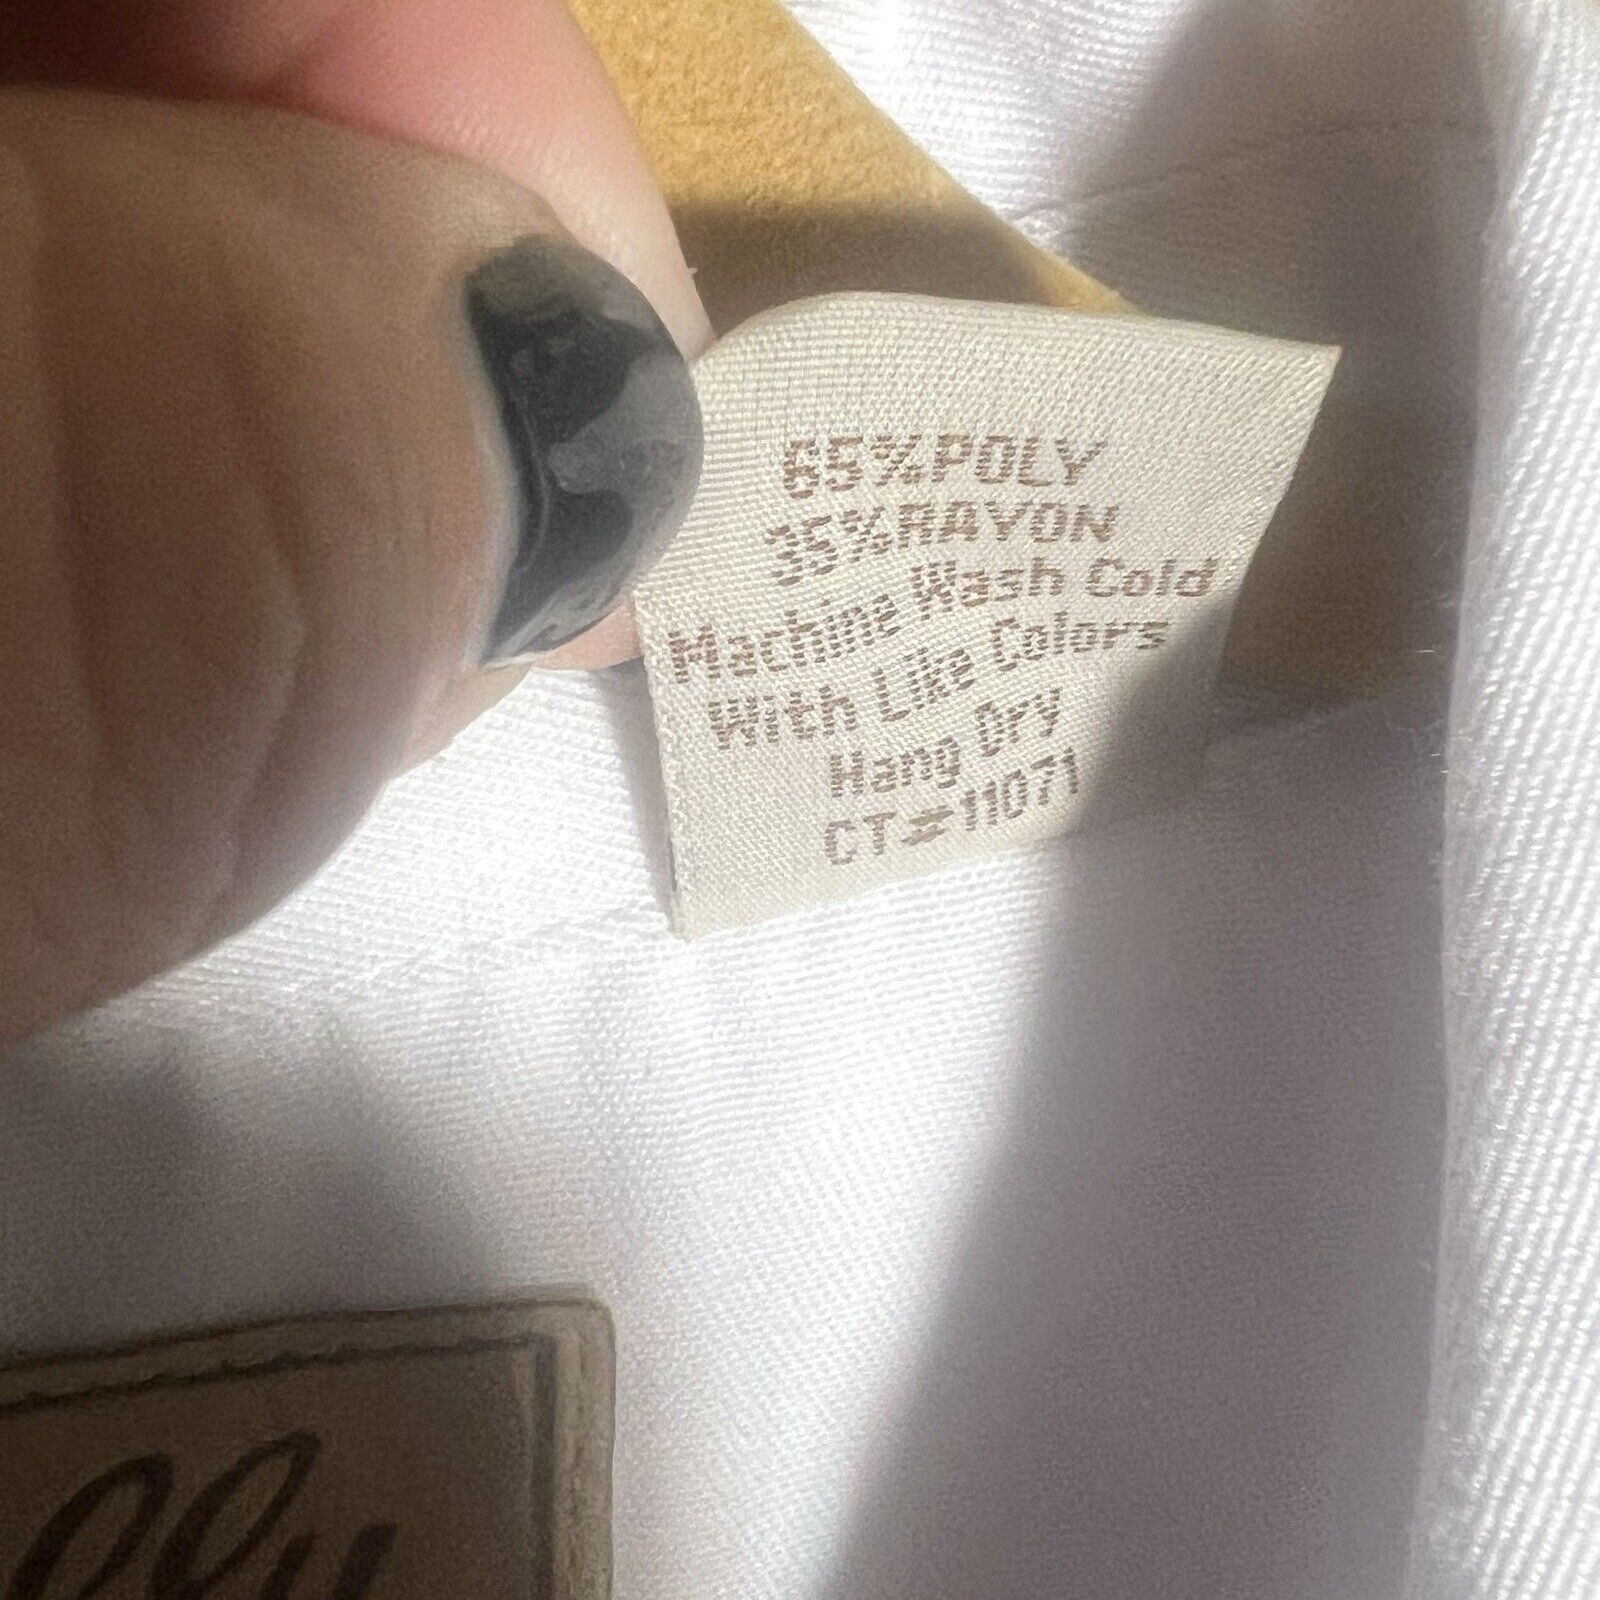 65%POLY
35%RAYON
Machine Wash Cold
With Like Colors
Hang Dry
CT#11071